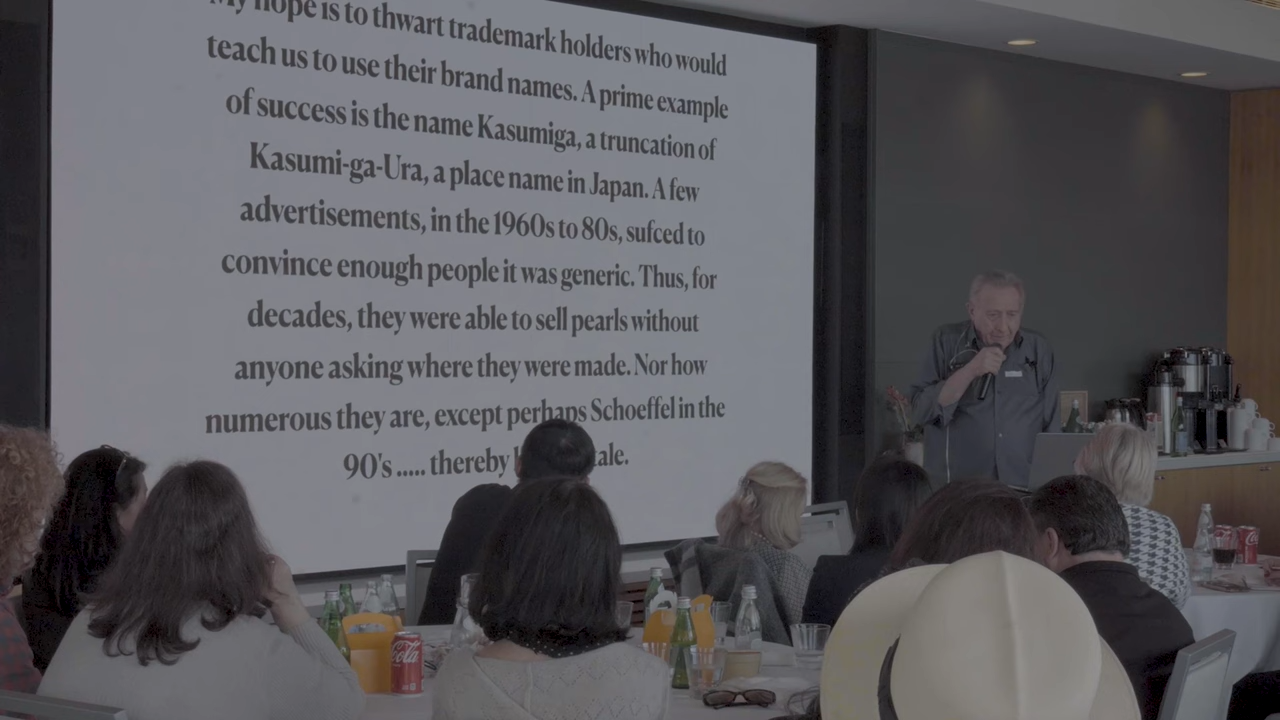 My hope is to thwart trademark holders who would
teach us to use their brand names. A prime example
of success is the name Kasumiga, a truncation of
Kasumi-ga-Ura, a place name in Japan. A few
advertisements, in the 1960s to 80s, sufced to
convince enough people it was generic. Thus, for
decades, they were able to sell pearls without
anyone asking where they were made. Nor how
numerous they are, except perhaps Schoeffel in the
90's ..... thereby
Cola